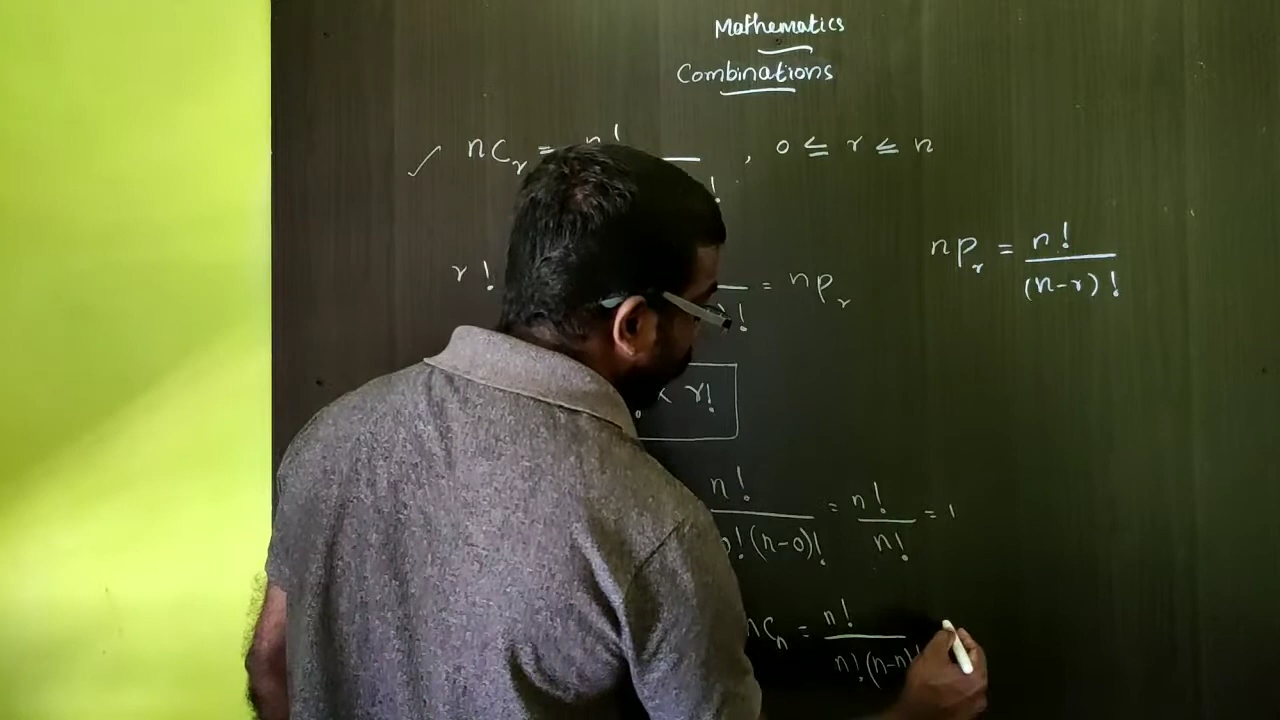 Mathematics
Combinations
nCr = n! , 0 ≤ r ≤ n
!
nPr = n! / (n-r)!
r! = nPr
!
× r!
n! / 0!(n-0)! = n! / n! = 1
nCn = n! / n!(n-n)!